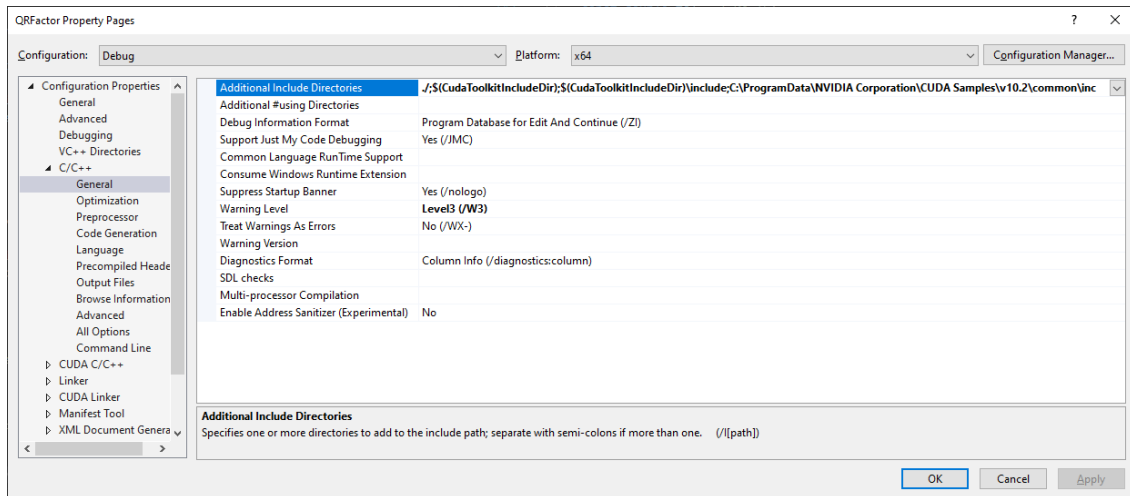 QRFactor Property Pages ? ×
Configuration: Debug Platform: x64 Configuration Manager...
Configuration Properties
General
Advanced
Debugging
VC++ Directories
C/C++
General
Optimization
Preprocessor
Code Generation
Language
Precompiled Heade
Output Files
Browse Information
Advanced
All Options
Command Line
CUDA C/C++
Linker
CUDA Linker
Manifest Tool
XML Document Genera
Additional Include Directories ./;$(CudaToolkitIncludeDir);$(CudaToolkitIncludeDir)\include;C:\ProgramData\NVIDIA Corporation\CUDA Samples\v10.2\common\inc
Additional #using Directories
Debug Information Format Program Database for Edit And Continue (/ZI)
Support Just My Code Debugging Yes (/JMC)
Common Language RunTime Support
Consume Windows Runtime Extension
Suppress Startup Banner Yes (/nologo)
Warning Level Level3 (/W3)
Treat Warnings As Errors No (/WX-)
Warning Version
Diagnostics Format Column Info (/diagnostics:column)
SDL checks
Multi-processor Compilation
Enable Address Sanitizer (Experimental) No
Additional Include Directories
Specifies one or more directories to add to the include path; separate with semi-colons if more than one. (/I[path])
OK Cancel Apply